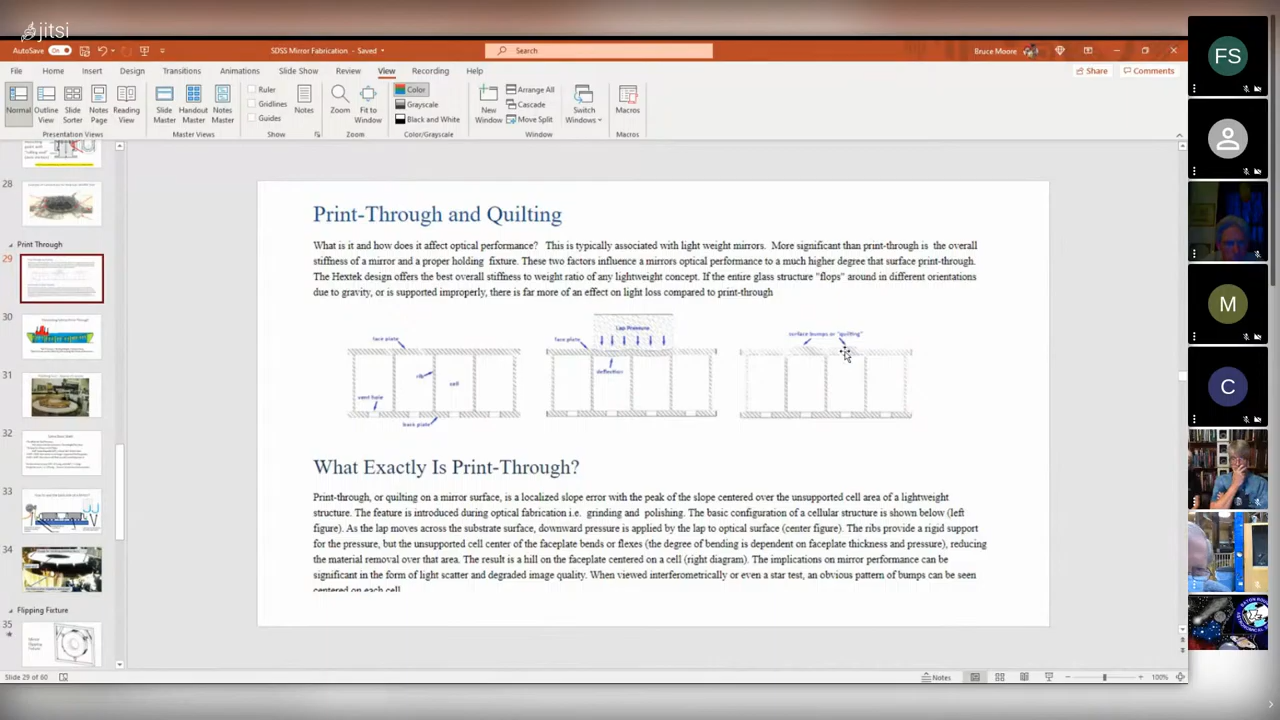 jitsi
AutoSave On
SDSS Mirror Fabrication - Saved
Search
Bruce Moore
File Home Insert Design Transitions Animations Slide Show Review View Recording Help
Share Comments
Normal Outline View Slide Sorter Notes Page Reading View
Presentation Views
Slide Master Handout Master Notes Master
Master Views
Ruler
Gridlines
Guides
Show
Notes
Zoom Fit to Window
Zoom
Color
Grayscale
Black and White
Color/Grayscale
New Window
Arrange All
Cascade
Move Split
Window
Switch Windows
Macros
Macros
28
Print Through
29
30
31
32
33
34
Flipping Fixture
35
Mirror Flipping Fixture
Print-Through and Quilting
What is it and how does it affect optical performance? This is typically associated with light weight mirrors. More significant than print-through is the overall
stiffness of a mirror and a proper holding fixture. These two factors influence a mirrors optical performance to a much higher degree that surface print-through.
The Hextek design offers the best overall stiffness to weight ratio of any lightweight concept. If the entire glass structure "flops" around in different orientations
due to gravity, or is supported improperly, there is far more of an effect on light loss compared to print-through
face plate
rib
cell
vent hole
back plate
Lap Pressure
face plate
deflection
surface bumps or "quilting"
What Exactly Is Print-Through?
Print-through, or quilting on a mirror surface, is a localized slope error with the peak of the slope centered over the unsupported cell area of a lightweight
structure. The feature is introduced during optical fabrication i.e. grinding and polishing. The basic configuration of a cellular structure is shown below (left
figure). As the lap moves across the substrate surface, downward pressure is applied by the lap to optical surface (center figure). The ribs provide a rigid support
for the pressure, but the unsupported cell center of the faceplate bends or flexes (the degree of bending is dependent on faceplate thickness and pressure), reducing
the material removal over that area. The result is a hill on the faceplate centered on a cell (right diagram). The implications on mirror performance can be
significant in the form of light scatter and degraded image quality. When viewed interferometrically or even a star test, an obvious pattern of bumps can be seen
centered on each cell
Slide 29 of 60
Notes
100%
FS
M
C